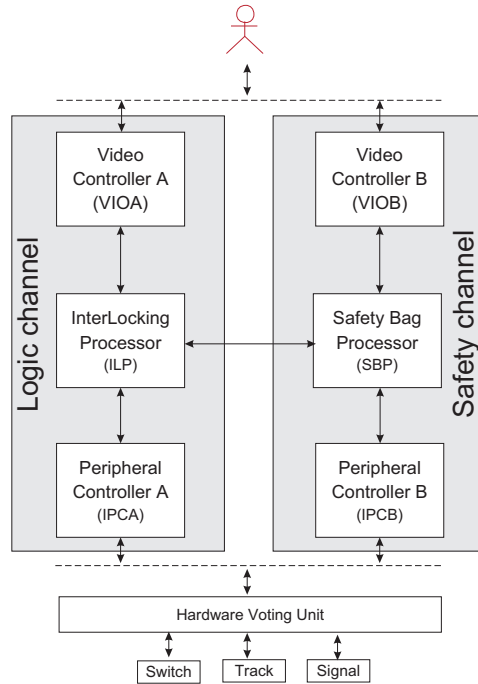 Logic channel
Video
Controller A
(VIOA)
InterLocking
Processor
(ILP)
Peripheral
Controller A
(IPCA)
Safety channel
Video
Controller B
(VIOB)
Safety Bag
Processor
(SBP)
Peripheral
Controller B
(IPCB)
Hardware Voting Unit
Switch
Track
Signal